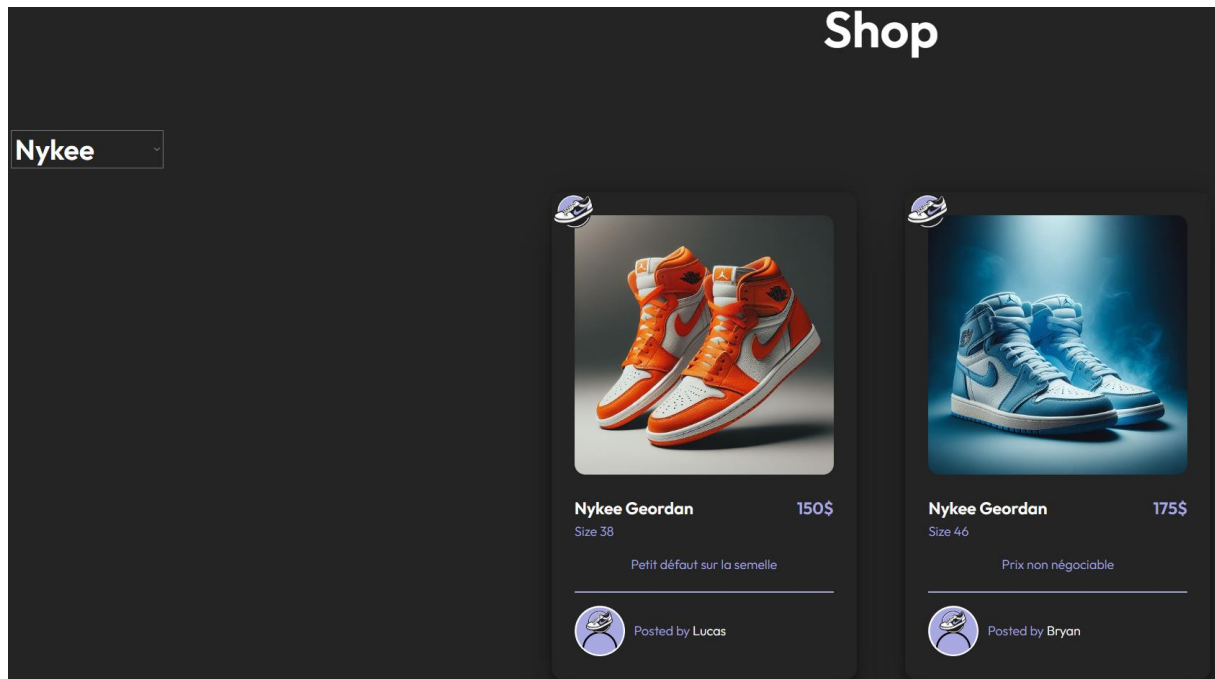 Shop
Nykee
Nykee Geordan 150$
Size 38
Petit défaut sur la semelle
Posted by Lucas
Nykee Geordan 175$
Size 46
Prix non négociable
Posted by Bryan